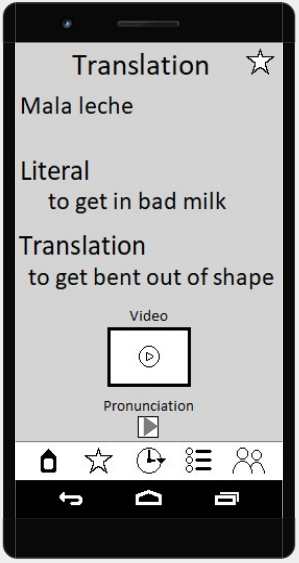 Translation
Mala leche
Literal
to get in bad milk
Translation
to get bent out of shape
Video
Pronunciation